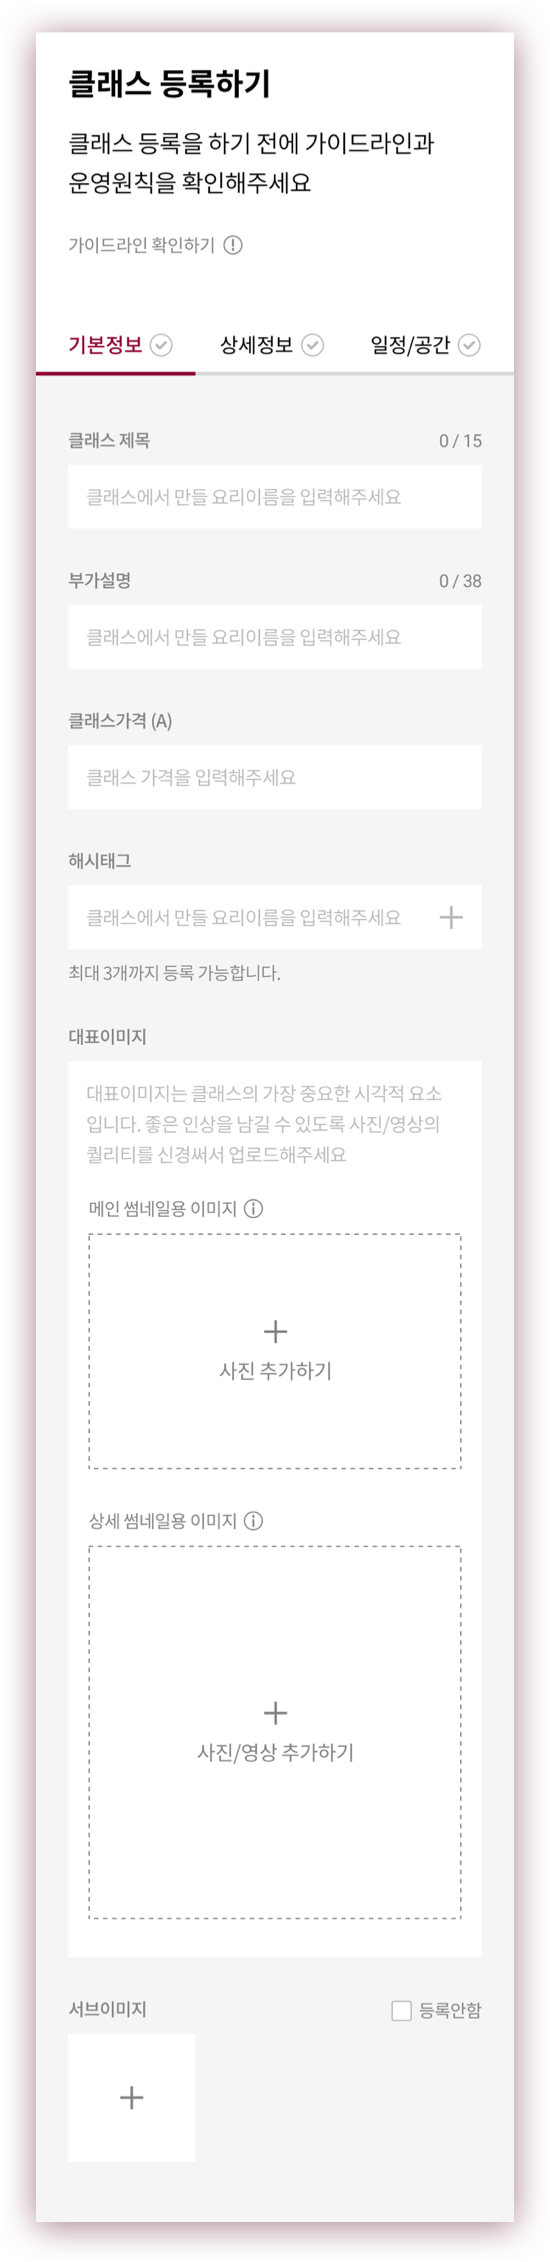 클래스 등록하기
클래스 등록을 하기 전에 가이드라인과
운영원칙을 확인해주세요
가이드라인 확인하기
기본정보 상세정보 일정/공간
클래스 제목 0 / 15
클래스에서 만들 요리이름을 입력해주세요
부가설명 0 / 38
클래스에서 만들 요리이름을 입력해주세요
클래스가격 (A)
클래스 가격을 입력해주세요
해시태그
클래스에서 만들 요리이름을 입력해주세요
최대 3개까지 등록 가능합니다.
대표이미지
대표이미지는 클래스의 가장 중요한 시각적 요소
입니다. 좋은 인상을 남길 수 있도록 사진/영상의
퀄리티를 신경써서 업로드해주세요
메인 썸네일용 이미지
사진 추가하기
상세 썸네일용 이미지
사진/영상 추가하기
서브이미지 등록안함